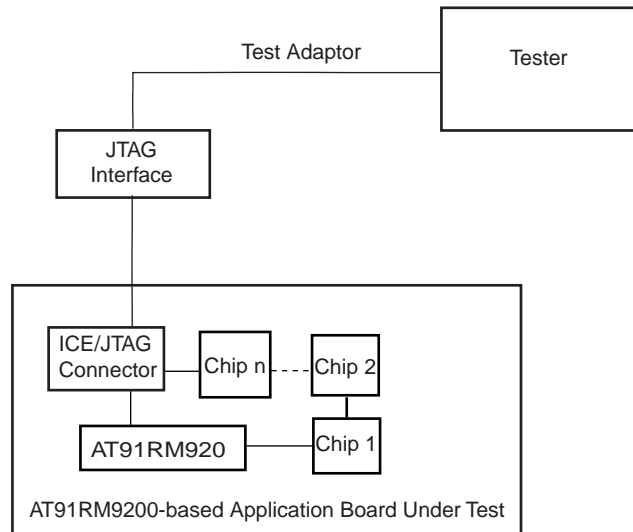 Test Adaptor
Tester
JTAG
Interface
ICE/JTAG
Connector
Chip n
Chip 2
AT91RM920
Chip 1
AT91RM9200-based Application Board Under Test